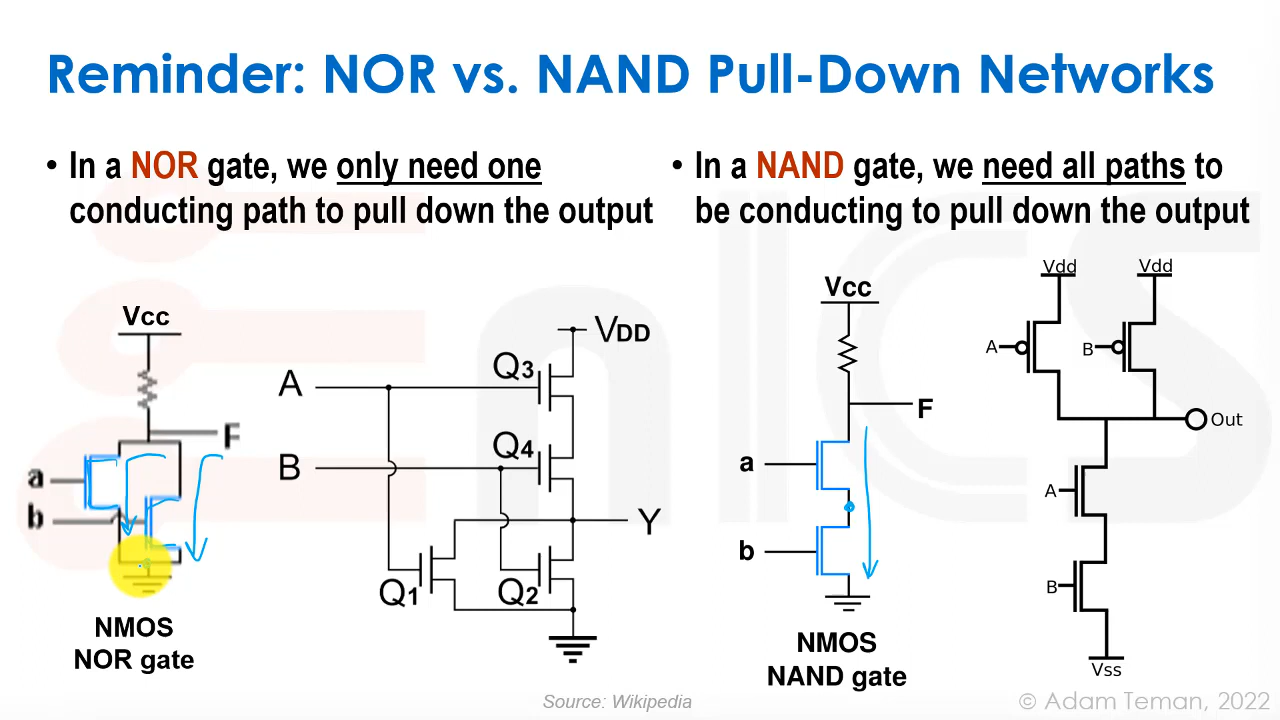 Reminder: NOR vs. NAND Pull-Down Networks
• In a NOR gate, we only need one
conducting path to pull down the output
• In a NAND gate, we need all paths to
be conducting to pull down the output
Vcc
F
a
b
NMOS
NOR gate
VDD
A
Q3
B
Q4
Y
Q1
Q2
Vcc
F
a
b
NMOS
NAND gate
Vdd
Vdd
A
B
Out
A
B
Vss
Source: Wikipedia
© Adam Teman, 2022
nICS